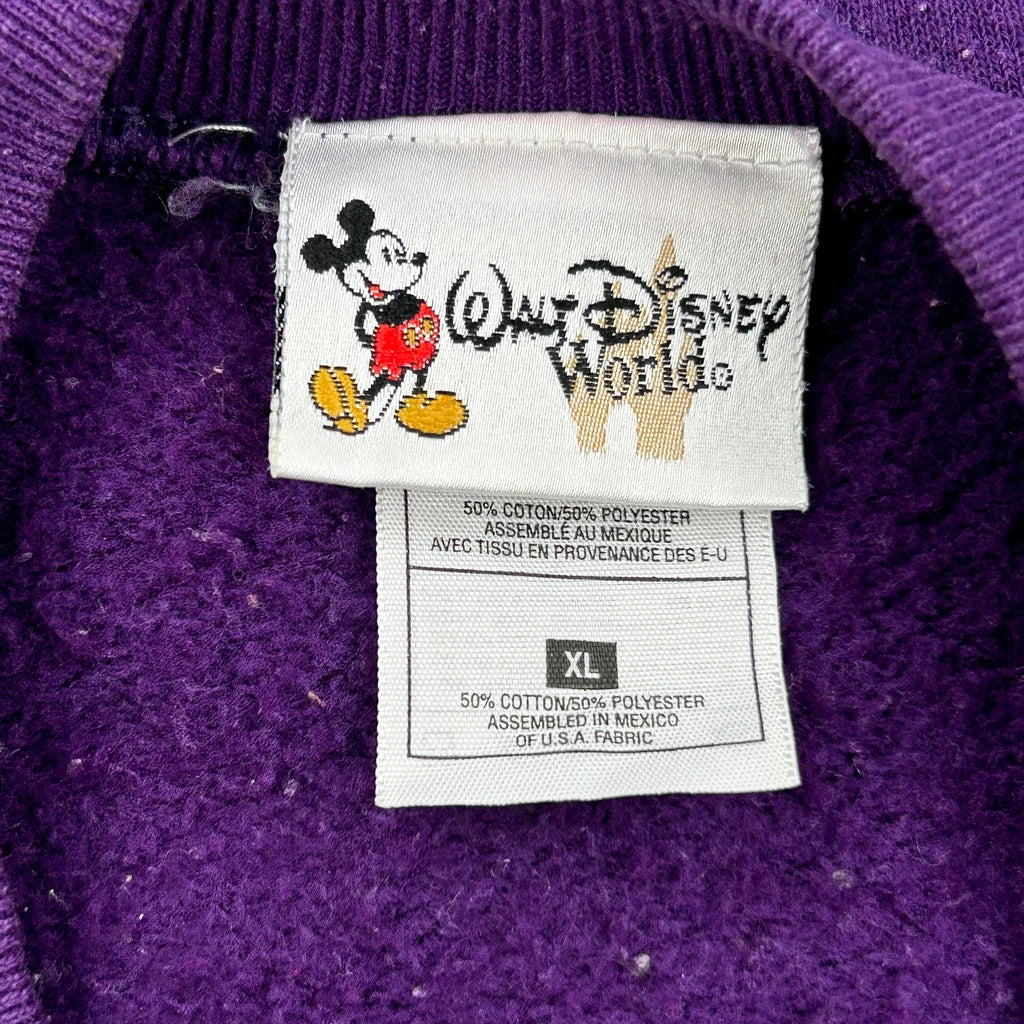 Walt Disney
World®
50% COTON/50% POLYESTER
ASSEMBLÉ AU MEXIQUE
AVEC TISSU EN PROVENANCE DES É-U
XL
50% COTTON/50% POLYESTER
ASSEMBLED IN MEXICO
OF U.S.A. FABRIC